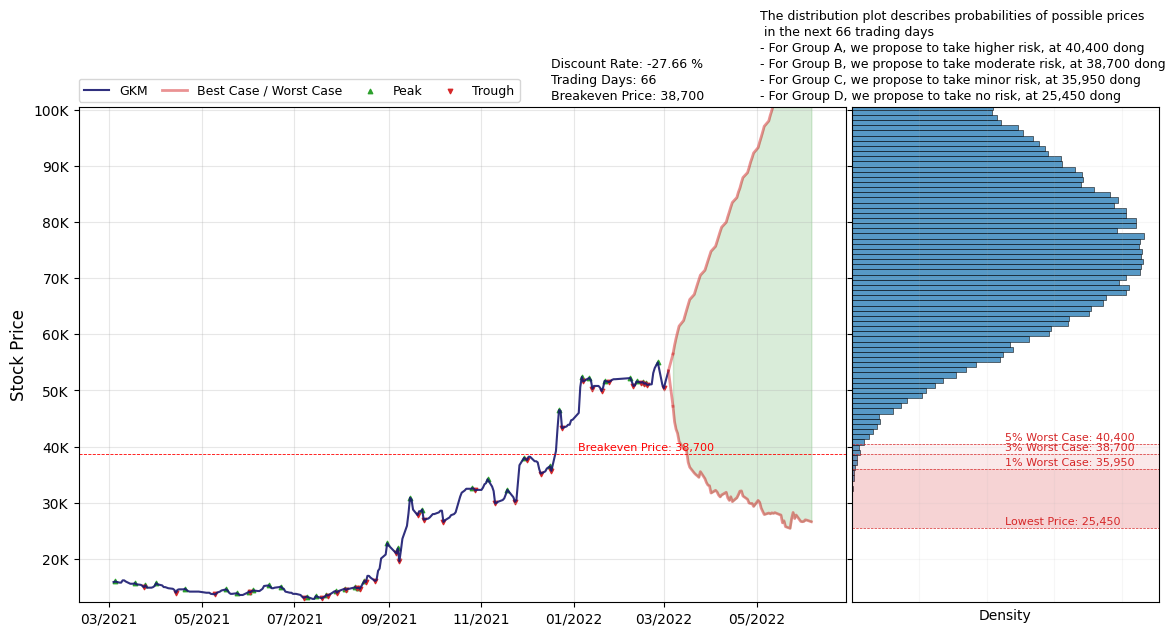 The distribution plot describes probabilities of possible prices
in the next 66 trading days
- For Group A, we propose to take higher risk, at 40,400 dong
- For Group B, we propose to take moderate risk, at 38,700 dong
- For Group C, we propose to take minor risk, at 35,950 dong
- For Group D, we propose to take no risk, at 25,450 dong
Discount Rate: -27.66 %
Trading Days: 66
Breakeven Price: 38,700
GKM
Best Case / Worst Case
Peak
Trough
Stock Price
100K
90K
80K
70K
60K
50K
40K
30K
20K
Breakeven Price: 38,700
5% Worst Case: 40,400
3% Worst Case: 38,700
1% Worst Case: 35,950
Lowest Price: 25,450
03/2021
05/2021
07/2021
09/2021
11/2021
01/2022
03/2022
05/2022
Density